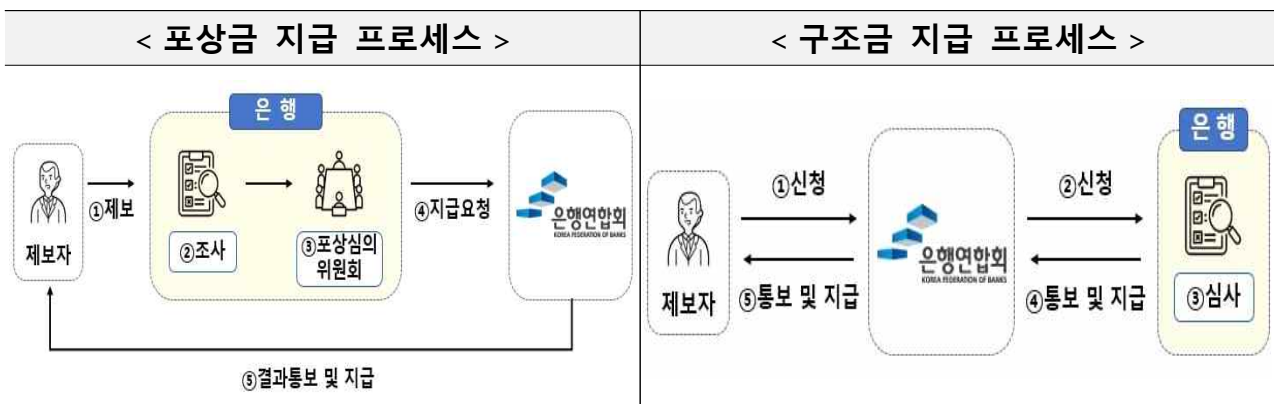 < 포상금 지급 프로세스 >
은 행
제보자
①제보
②조사
③포상심의
위원회
④지급요청
은행연합회
KOREA FEDERATION OF BANKS
⑤결과통보 및 지급
< 구조금 지급 프로세스 >
제보자
①신청
⑤통보 및 지급
은행연합회
KOREA FEDERATION OF BANKS
②신청
④통보 및 지급
은 행
③심사